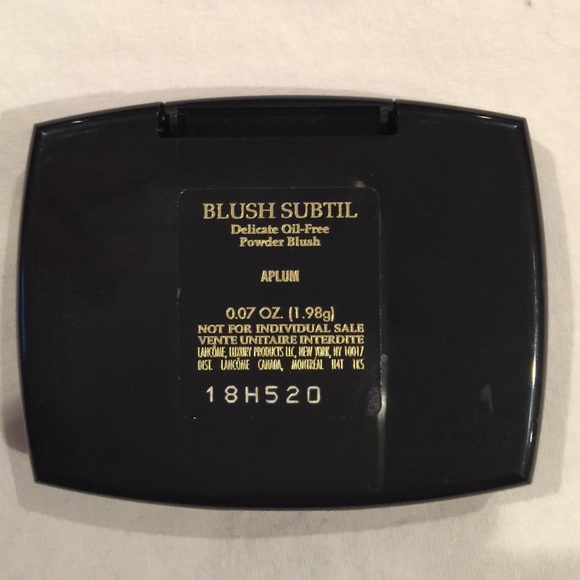 BLUSH SUBTIL
Delicate Oil-Free
Powder Blush
APLUM
0.07 OZ. (1.98g)
NOT FOR INDIVIDUAL SALE
VENTE UNITAIRE INTERDITE
LANCÔME, LUXURY PRODUCTS LLC, NEW YORK, NY 10017
DIST. LANCÔME CANADA, MONTRÉAL H4T 1K5
18H520